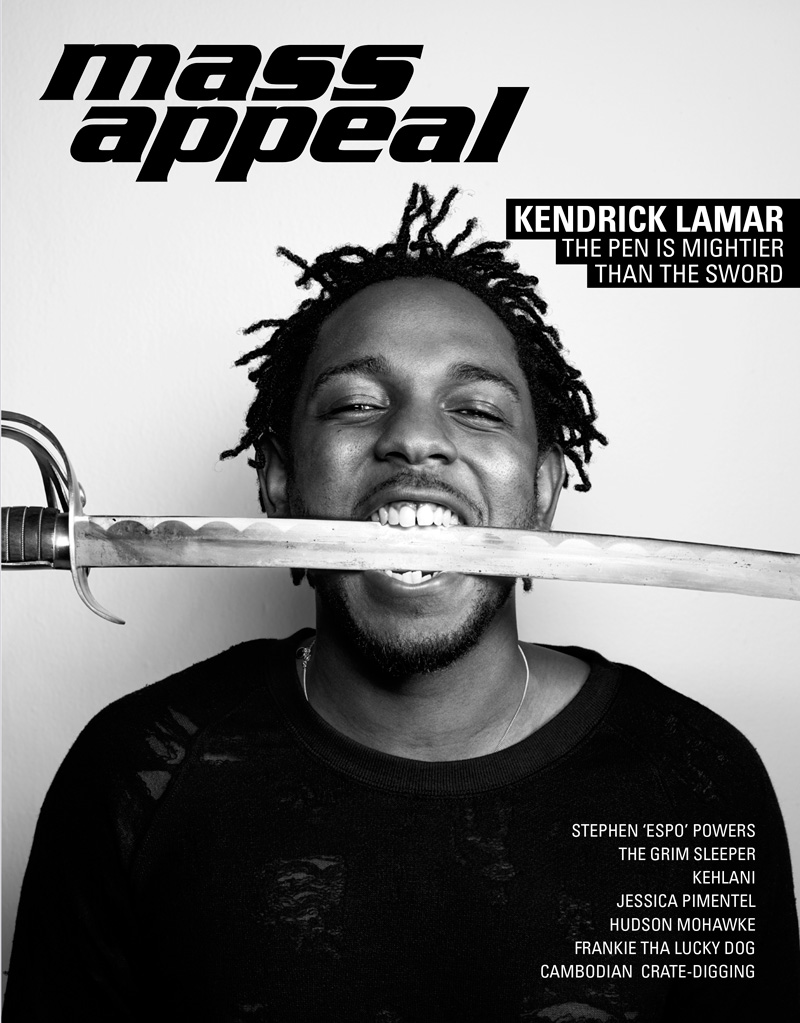 mass
appeal
KENDRICK LAMAR
THE PEN IS MIGHTIER
THAN THE SWORD
STEPHEN ‘ESPO’ POWERS
THE GRIM SLEEPER
KEHLANI
JESSICA PIMENTEL
HUDSON MOHAWKE
FRANKIE THA LUCKY DOG
CAMBODIAN CRATE-DIGGING